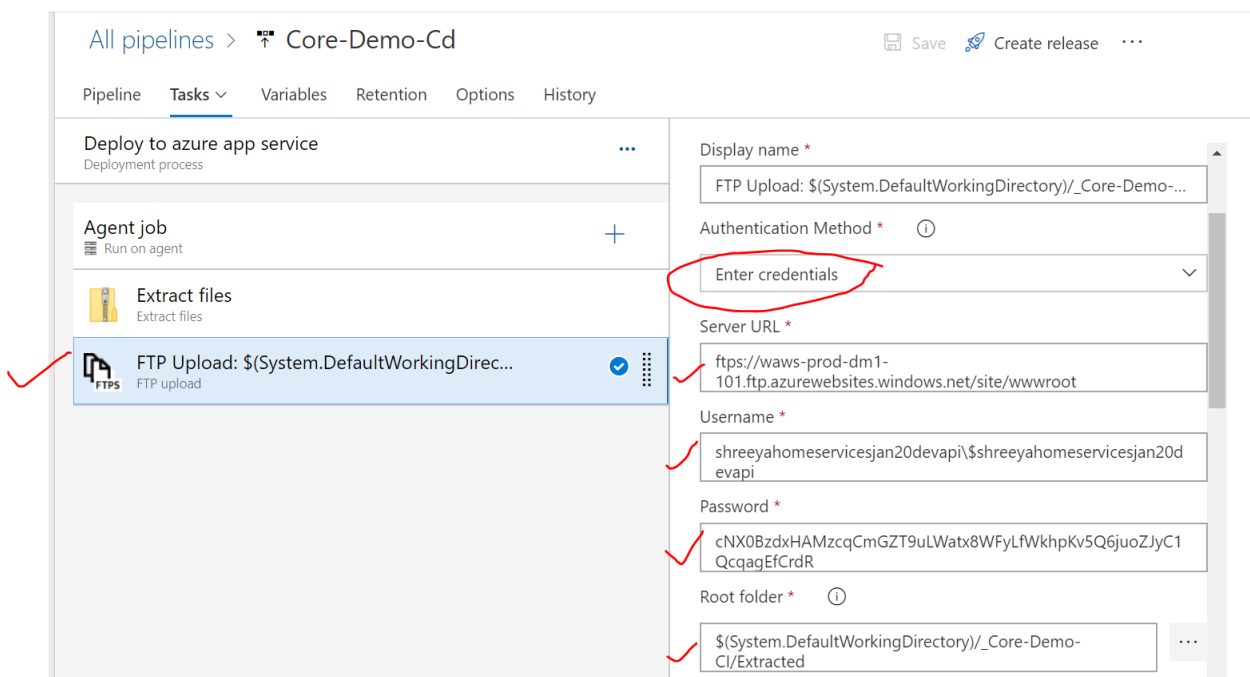 All pipelines > Core-Demo-Cd
Save Create release ...
Pipeline Tasks Variables Retention Options History
Deploy to azure app service
...
Deployment process
Agent job
+
Run on agent
Extract files
Extract files
FTP Upload: $(System.DefaultWorkingDirec...
FTP upload
FTPS
Display name *
FTP Upload: $(System.DefaultWorkingDirectory)/_Core-Demo-...
Authentication Method *
Enter credentials
Server URL *
ftps://waws-prod-dm1-
101.ftp.azurewebsites.windows.net/site/wwwroot
Username *
shreeyahomeservicesjan20devapi\$shreeyahomeservicesjan20d
evapi
Password *
cNX0BzdxHAMzcqCmGZT9uLWatx8WFyLfWkhpKv5Q6juoZJyC1
QcqagEfCrdR
Root folder *
$(System.DefaultWorkingDirectory)/_Core-Demo-
CI/Extracted
...